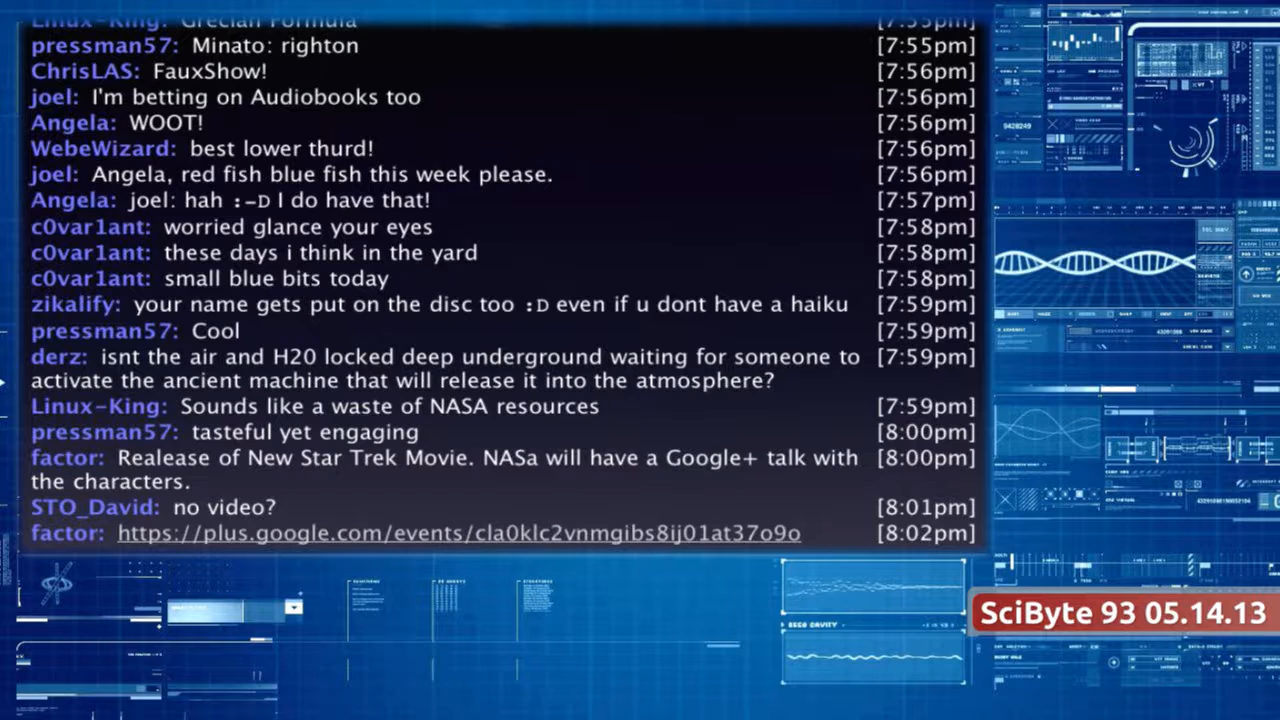 Linux-King: Grecian Formula [7:55pm]
pressman57: Minato: righton [7:55pm]
ChrisLAS: FauxShow! [7:56pm]
joel: I'm betting on Audiobooks too [7:56pm]
Angela: WOOT! [7:56pm]
WebeWizard: best lower thurd! [7:56pm]
joel: Angela, red fish blue fish this week please. [7:56pm]
Angela: joel: hah :-D I do have that! [7:57pm]
c0var1ant: worried glance your eyes [7:58pm]
c0var1ant: these days i think in the yard [7:58pm]
c0var1ant: small blue bits today [7:58pm]
zikalify: your name gets put on the disc too :D even if u dont have a haiku [7:59pm]
pressman57: Cool [7:59pm]
derz: isnt the air and H20 locked deep underground waiting for someone to [7:59pm]
activate the ancient machine that will release it into the atmosphere?
Linux-King: Sounds like a waste of NASA resources [7:59pm]
pressman57: tasteful yet engaging [8:00pm]
factor: Realease of New Star Trek Movie. NASa will have a Google+ talk with [8:00pm]
the characters.
STO_David: no video? [8:01pm]
factor: https://plus.google.com/events/cla0klc2vnmgibs8ij01at37o9o [8:02pm]
SciByte 93 05.14.13
9428249